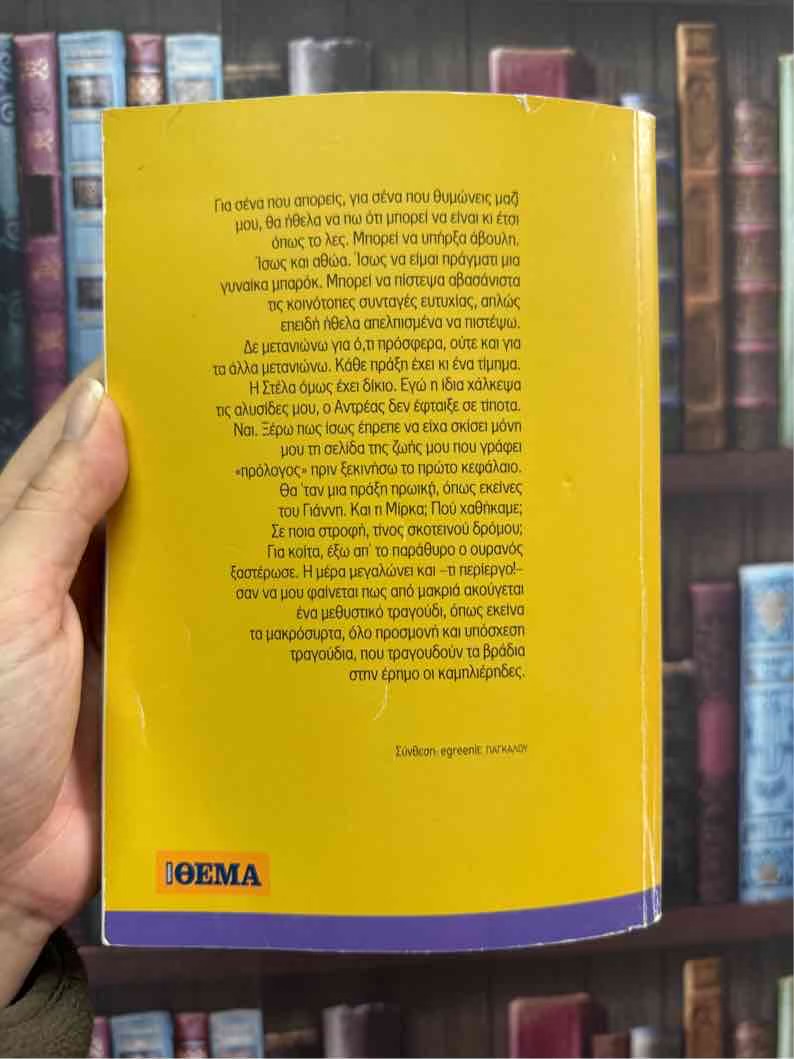 Για σένα που απορείς, για σένα που θυμώνεις μαζί
μου, θα ήθελα να πω ότι μπορεί να είναι κι έτσι
όπως το λες. Μπορεί να υπήρξα άβουλη.
Ίσως και αθώα. Ίσως να είμαι πράγματι μια
γυναίκα μπαρόκ. Μπορεί να πίστεψα αβασάνιστα
τις κοινότοπες συνταγές ευτυχίας, απλώς
επειδή ήθελα απελπισμένα να πιστέψω.
Δε μετανιώνω για ό,τι πρόσφερα, ούτε και για
τα άλλα μετανιώνω. Κάθε πράξη έχει κι ένα τίμημα.
Η Στέλα όμως έχει δίκιο. Εγώ η ίδια χάλκεψα
τις αλυσίδες μου, ο Αντρέας δεν έφταιξε σε τίποτα.
Ναι. Ξέρω πως ίσως έπρεπε να είχα σκίσει μόνη
μου τη σελίδα της ζωής μου που γράφει
«πρόλογος» πριν ξεκινήσω το πρώτο κεφάλαιο.
Θα 'ταν μια πράξη ηρωική, όπως εκείνες
του Γιάννη. Και η Μίρκα; Πού χαθήκαμε;
Σε ποια στροφή, τίνος σκοτεινού δρόμου;
Για κοίτα, έξω απ' το παράθυρο ο ουρανός
ξαστέρωσε. Η μέρα μεγαλώνει και –τι περίεργο!–
σαν να μου φαίνεται πως από μακριά ακούγεται
ένα μεθυστικό τραγούδι, όπως εκείνα
τα μακρόσυρτα, όλο προσμονή και υπόσχεση
τραγούδια, που τραγουδούν τα βράδια
στην έρημο οι καμηλιέρηδες.
Σύνθεση: egreenie ΠΑΓΚΑΛΟΥ
ΘΕΜΑ